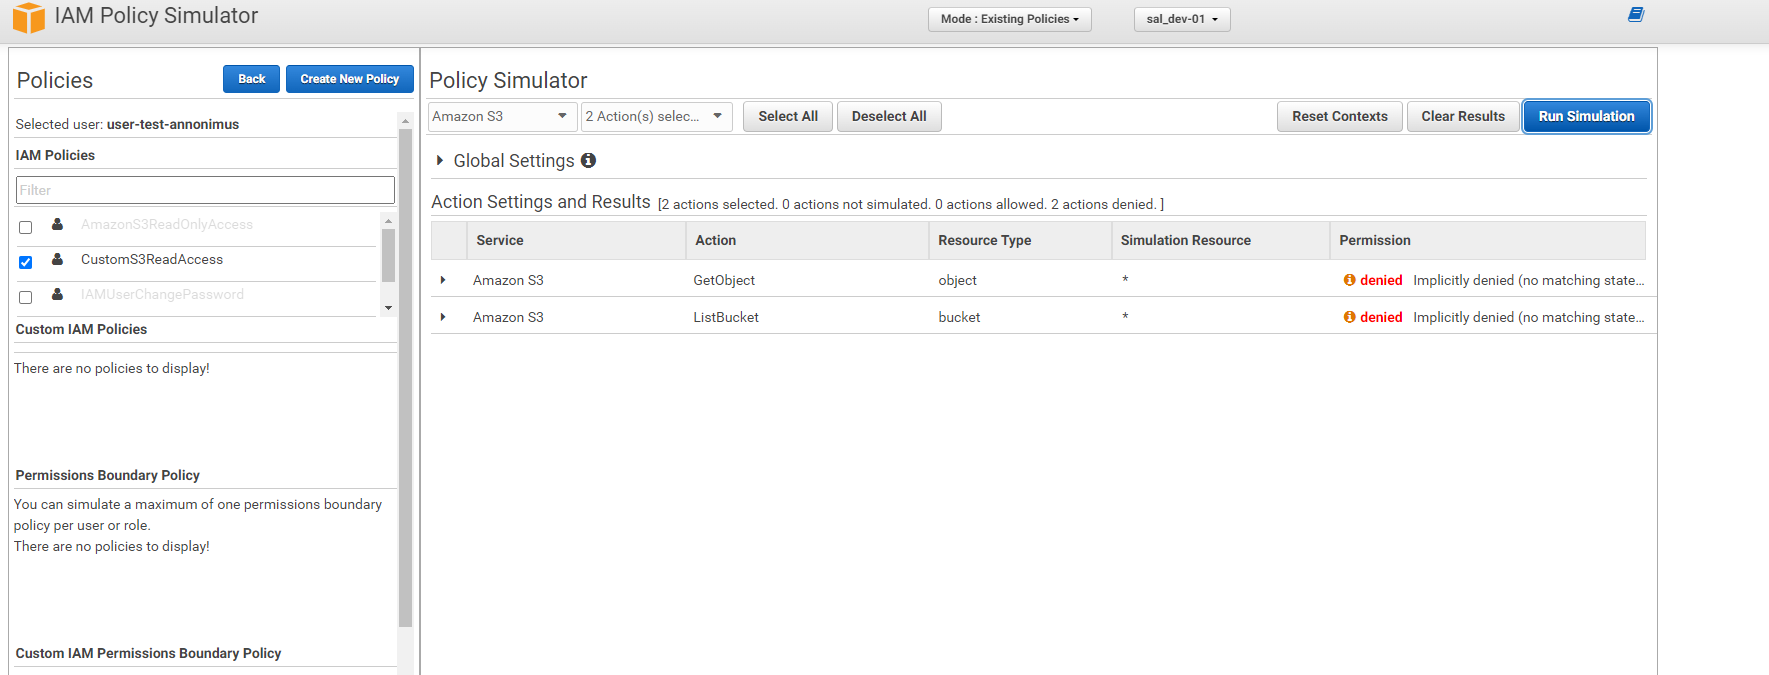 IAM Policy Simulator
Mode : Existing Policies
sal_dev-01
Policies
Back
Create New Policy
Selected user: user-test-annonimus
IAM Policies
Filter
AmazonS3ReadOnlyAccess
CustomS3ReadAccess
IAMUserChangePassword
Custom IAM Policies
There are no policies to display!
Permissions Boundary Policy
You can simulate a maximum of one permissions boundary
policy per user or role.
There are no policies to display!
Custom IAM Permissions Boundary Policy
Policy Simulator
Amazon S3
2 Action(s) selec...
Select All
Deselect All
Reset Contexts
Clear Results
Run Simulation
Global Settings
Action Settings and Results [2 actions selected. 0 actions not simulated. 0 actions allowed. 2 actions denied. ]
Service Action Resource Type Simulation Resource Permission
Amazon S3 GetObject object * denied Implicitly denied (no matching state...
Amazon S3 ListBucket bucket * denied Implicitly denied (no matching state...